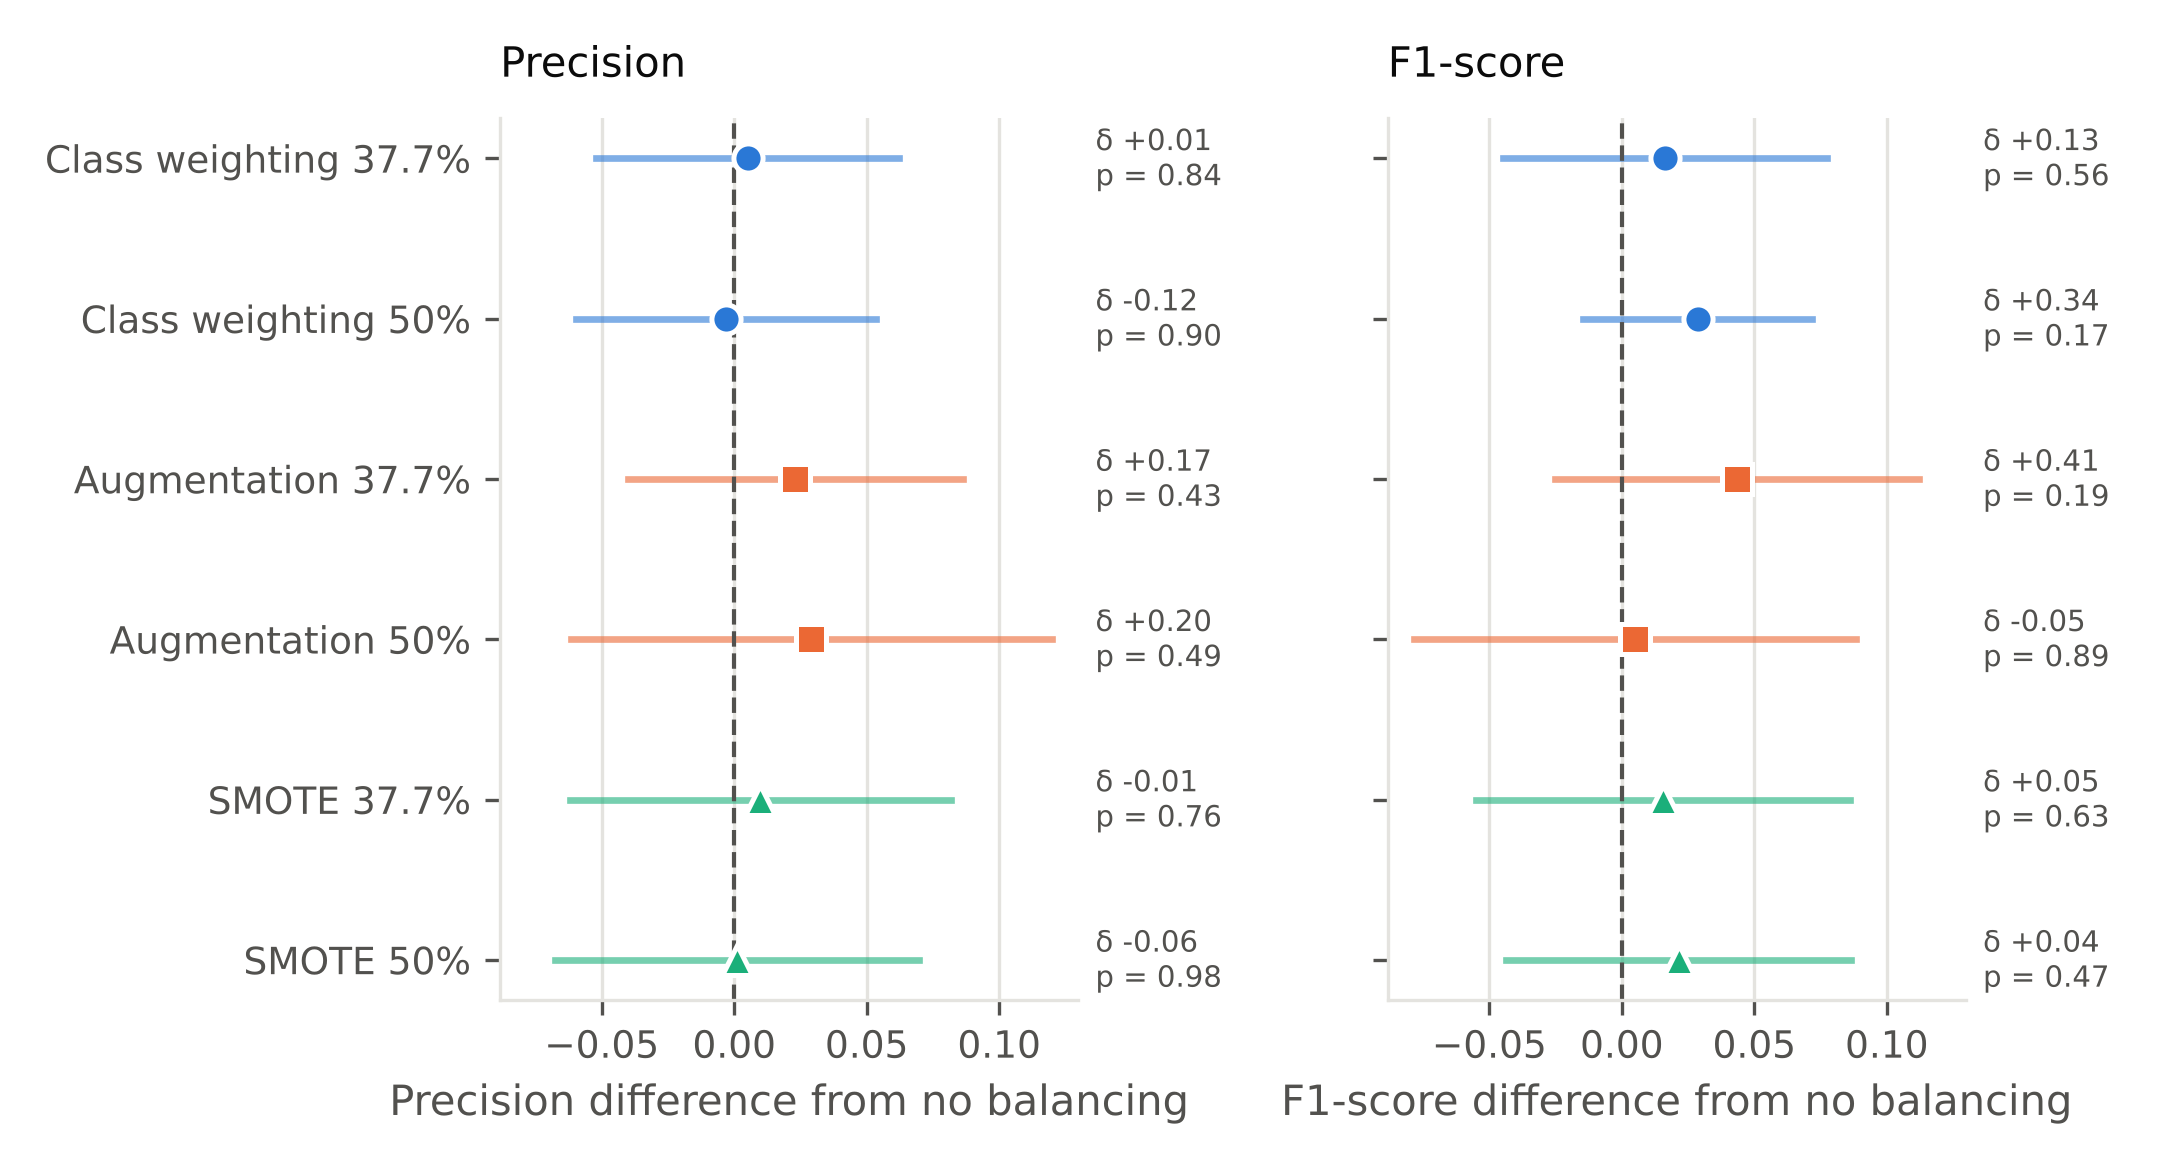 Precision
F1-score
Class weighting 37.7%
δ +0.01
p = 0.84
δ +0.13
p = 0.56
Class weighting 50%
δ -0.12
p = 0.90
δ +0.34
p = 0.17
Augmentation 37.7%
δ +0.17
p = 0.43
δ +0.41
p = 0.19
Augmentation 50%
δ +0.20
p = 0.49
δ -0.05
p = 0.89
SMOTE 37.7%
δ -0.01
p = 0.76
δ +0.05
p = 0.63
SMOTE 50%
δ -0.06
p = 0.98
δ +0.04
p = 0.47
−0.05 0.00 0.05 0.10
−0.05 0.00 0.05 0.10
Precision difference from no balancing
F1-score difference from no balancing